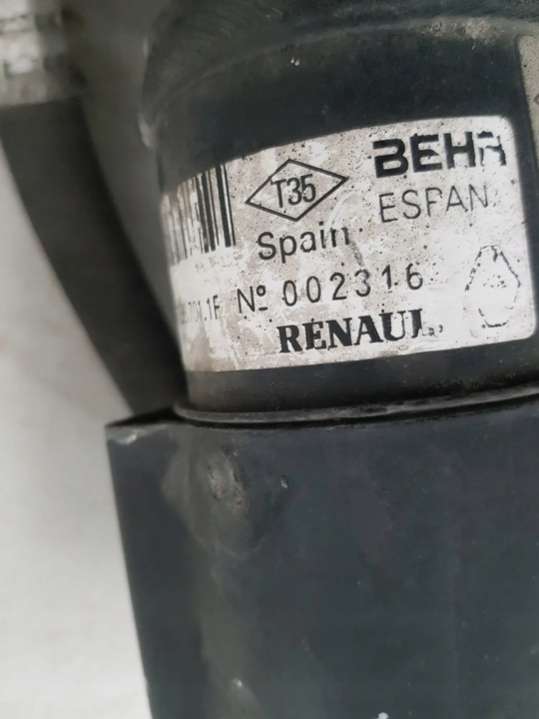 BEHR
T35
ESPAN
Spain
Nº 002316
RENAUL